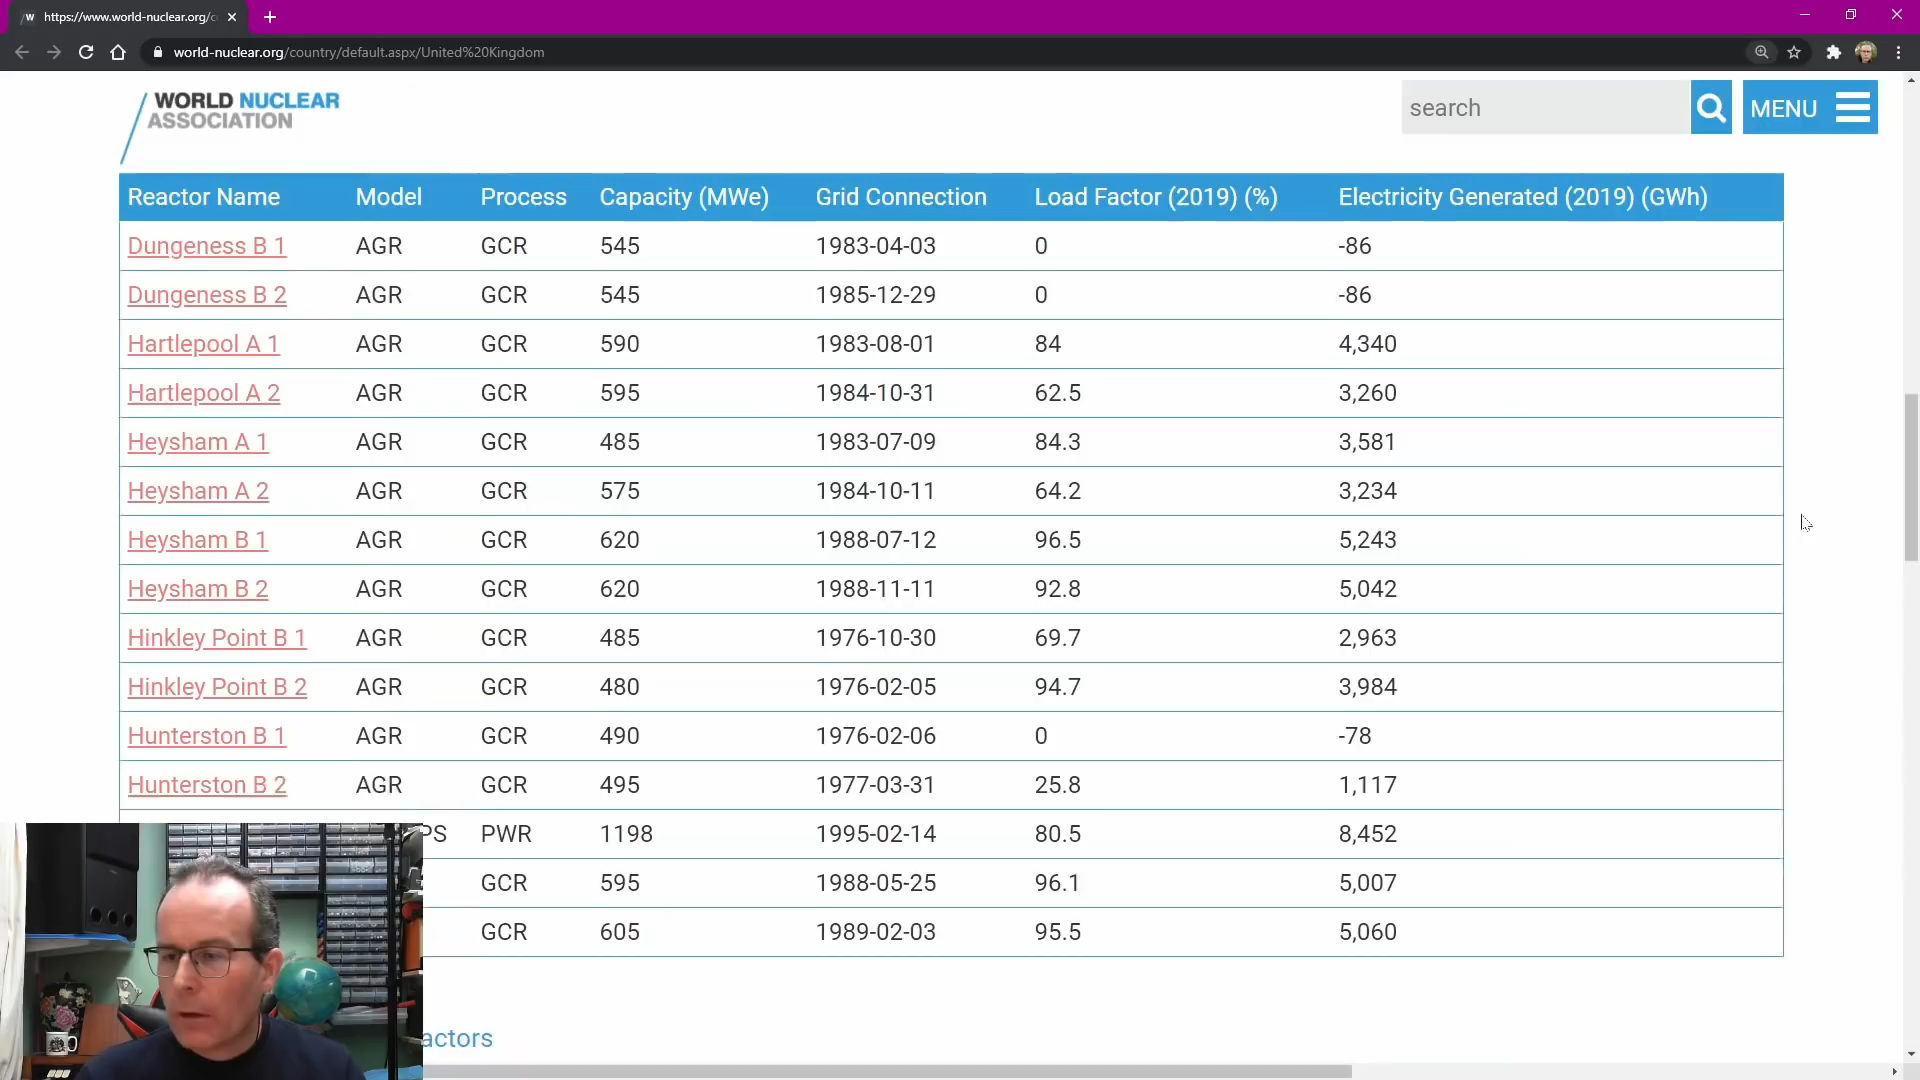 https://www.world-nuclear.org/c
world-nuclear.org/country/default.aspx/United%20Kingdom
WORLD NUCLEAR
ASSOCIATION
search
MENU
Reactor Name Model Process Capacity (MWe) Grid Connection Load Factor (2019) (%) Electricity Generated (2019) (GWh)
Dungeness B 1 AGR GCR 545 1983-04-03 0 -86
Dungeness B 2 AGR GCR 545 1985-12-29 0 -86
Hartlepool A 1 AGR GCR 590 1983-08-01 84 4,340
Hartlepool A 2 AGR GCR 595 1984-10-31 62.5 3,260
Heysham A 1 AGR GCR 485 1983-07-09 84.3 3,581
Heysham A 2 AGR GCR 575 1984-10-11 64.2 3,234
Heysham B 1 AGR GCR 620 1988-07-12 96.5 5,243
Heysham B 2 AGR GCR 620 1988-11-11 92.8 5,042
Hinkley Point B 1 AGR GCR 485 1976-10-30 69.7 2,963
Hinkley Point B 2 AGR GCR 480 1976-02-05 94.7 3,984
Hunterston B 1 AGR GCR 490 1976-02-06 0 -78
Hunterston B 2 AGR GCR 495 1977-03-31 25.8 1,117
PS PWR 1198 1995-02-14 80.5 8,452
GCR 595 1988-05-25 96.1 5,007
GCR 605 1989-02-03 95.5 5,060
actors